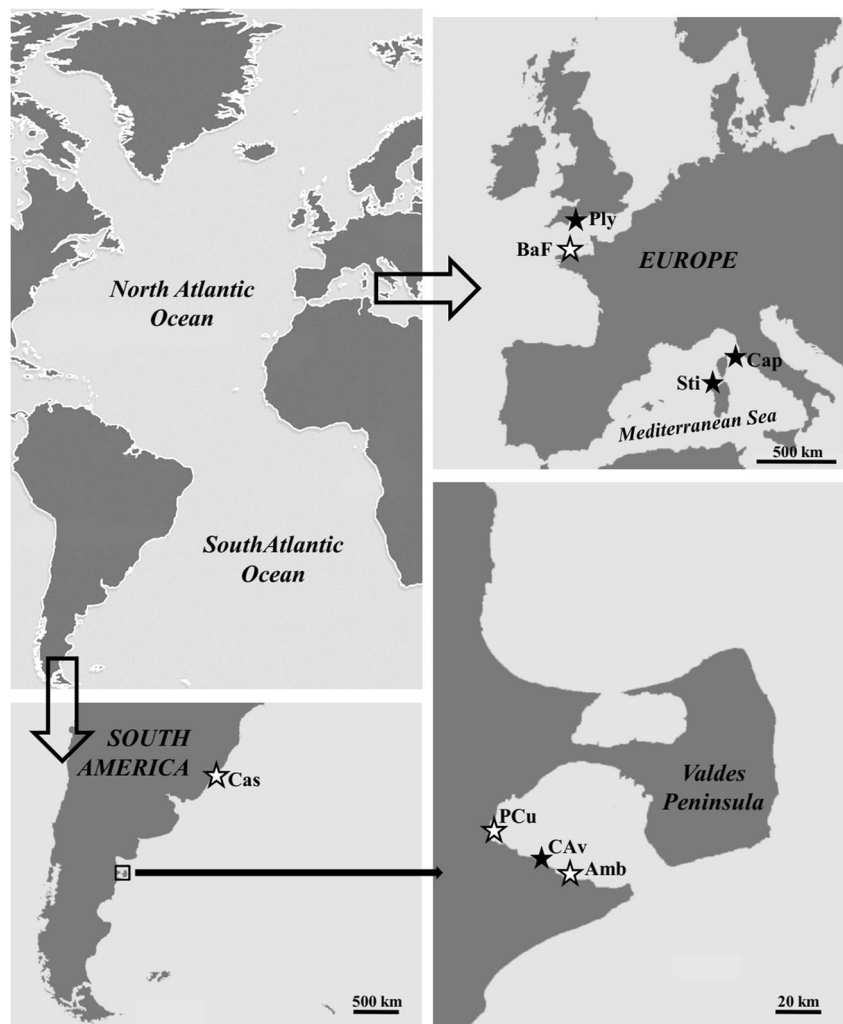 North Atlantic
Ocean
SouthAtlantic
Ocean
Ply
BaF
EUROPE
Cap
Sti
Mediterranean Sea
500 km
SOUTH
AMERICA
Cas
500 km
Valdes
Peninsula
PCu
CAv
Amb
20 km